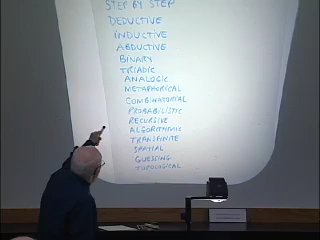 STEP BY STEP
DEDUCTIVE
INDUCTIVE
ABDUCTIVE
BINARY
TRIADIC
ANALOGIC
METAPHORICAL
COMBINATORIAL
PROBABILISTIC
RECURSIVE
ALGORITHMIC
TRANSFINITE
SPATIAL
GUESSING
TOPOLOGICAL